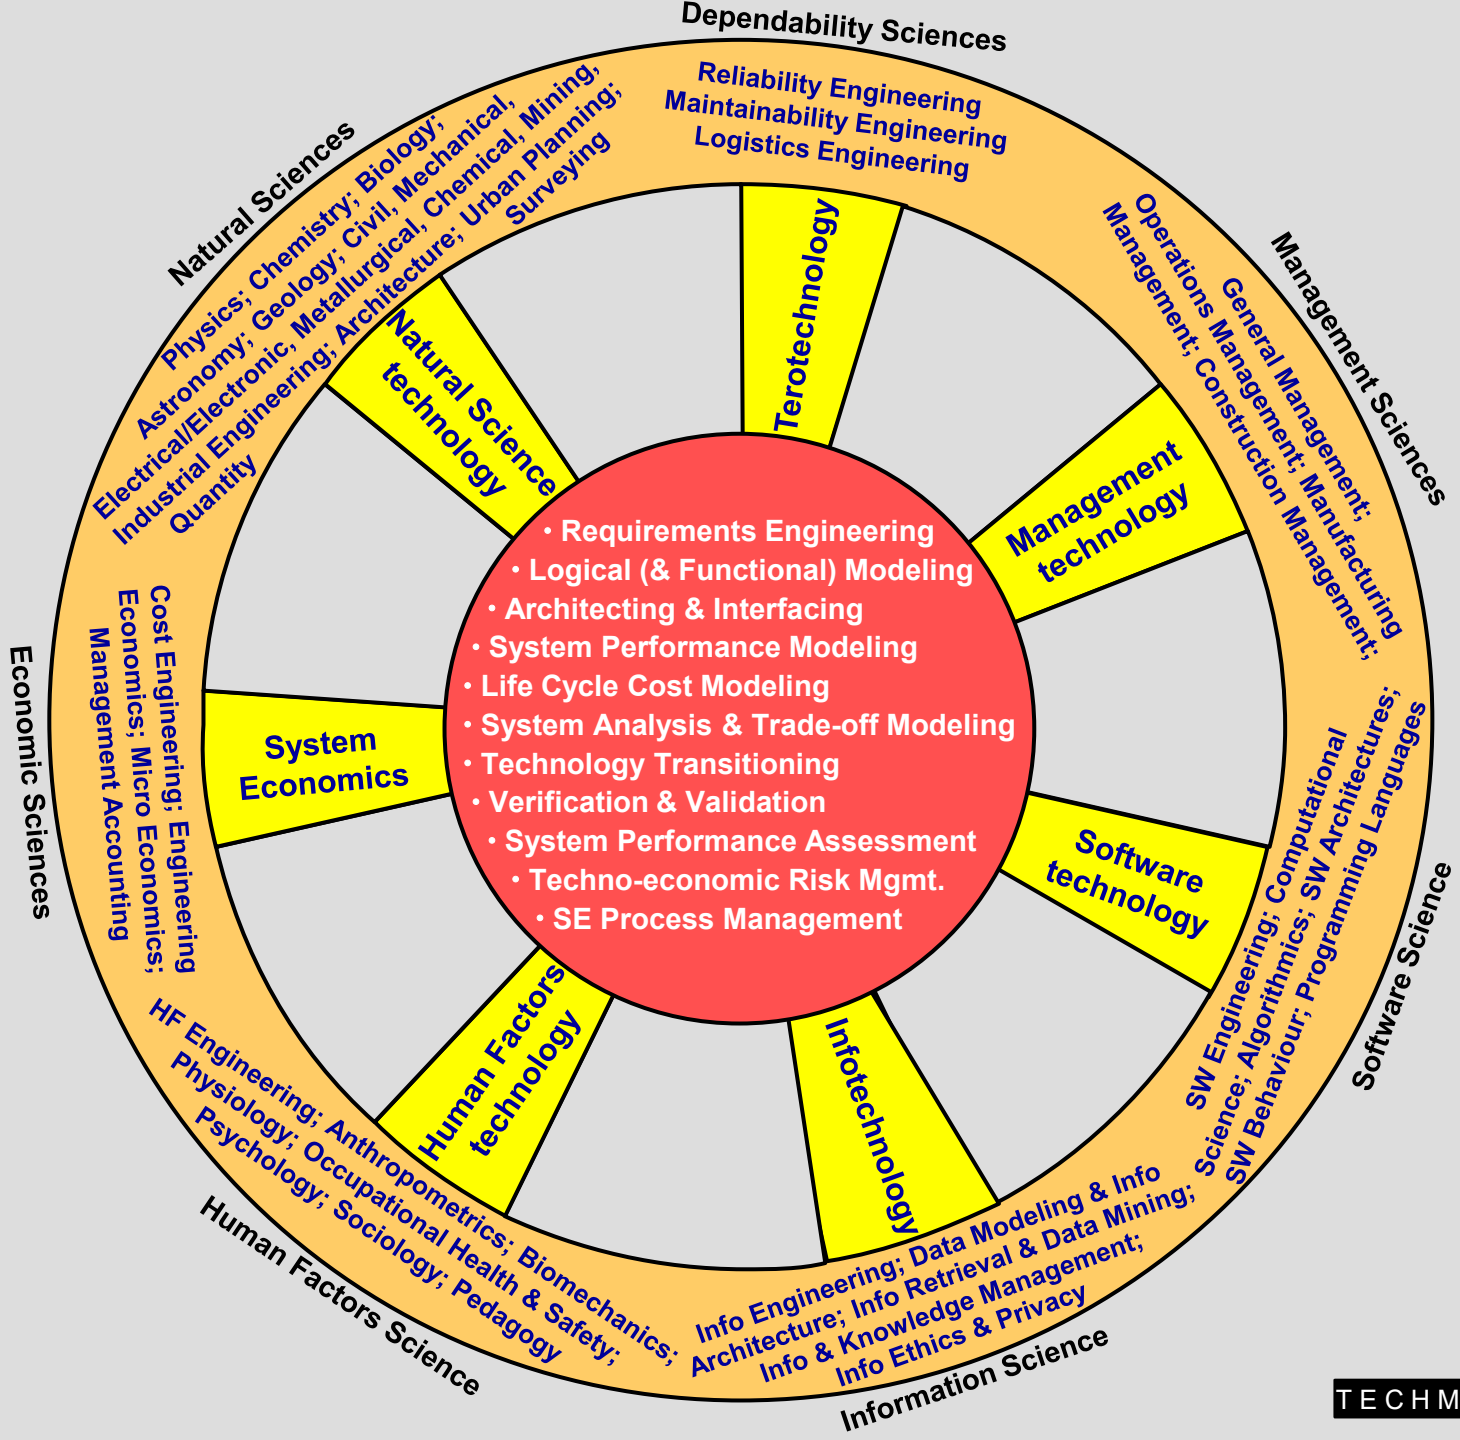 Dependability Sciences
Reliability Engineering
Maintainability Engineering
Logistics Engineering
Terotechnology
Management Sciences
General Management;
Operations Management; Manufacturing
Management; Construction Management;
Management
technology
Software Science
SW Engineering; Computational
Science; Algorithmics; SW Architectures;
SW Behaviour; Programming Languages
Software
technology
Information Science
Info Engineering; Data Modeling & Info
Architecture; Info Retrieval & Data Mining;
Info & Knowledge Management;
Info Ethics & Privacy
Infotechnology
Human Factors Science
HF Engineering; Anthropometrics; Biomechanics;
Physiology; Occupational Health & Safety;
Psychology; Sociology; Pedagogy
Human Factors
technology
Economic Sciences
Cost Engineering; Engineering
Economics; Micro Economics;
Management Accounting
System
Economics
Natural Sciences
Physics; Chemistry; Biology;
Astronomy; Geology; Civil, Mechanical,
Electrical/Electronic, Metallurgical, Chemical, Mining,
Industrial Engineering; Architecture; Urban Planning;
Quantity Surveying
Natural Science
technology
• Requirements Engineering
• Logical (& Functional) Modeling
• Architecting & Interfacing
• System Performance Modeling
• Life Cycle Cost Modeling
• System Analysis & Trade-off Modeling
• Technology Transitioning
• Verification & Validation
• System Performance Assessment
• Techno-economic Risk Mgmt.
• SE Process Management
TECHM